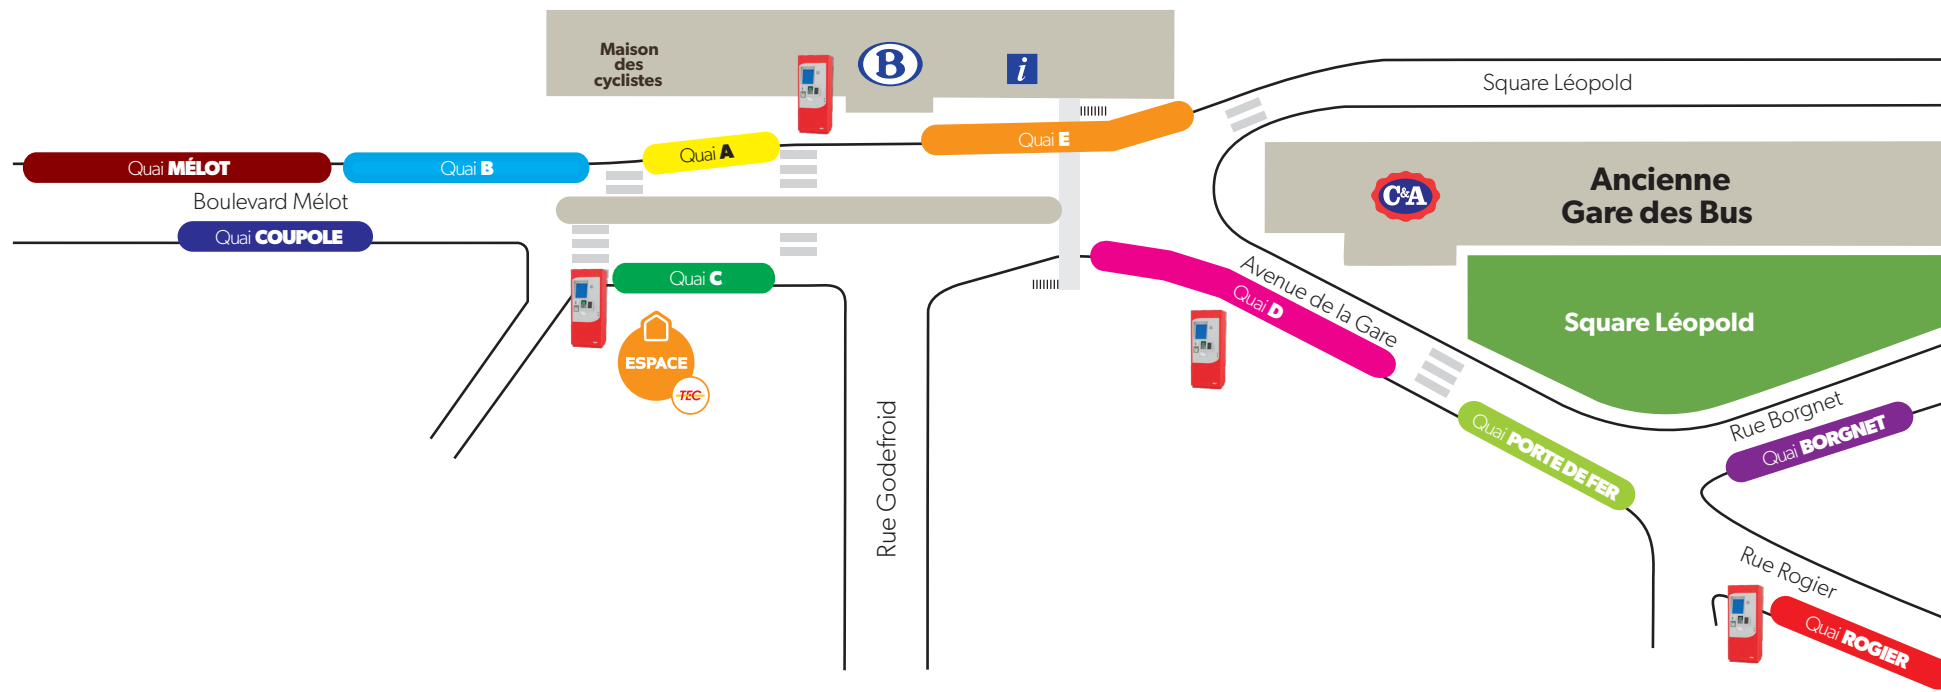 Maison
des
cyclistes
B
i
Square Léopold
Quai E
Quai A
Quai MÉLOT
Quai B
Boulevard Mélot
Quai COUPOLE
C&A
Ancienne
Gare des Bus
Quai C
Avenue de la Gare
Quai D
Square Léopold
ESPACE
TEC
Rue Godefroid
Quai PORTE DE FER
Rue Borgnet
Quai BORGNET
Rue Rogier
Quai ROGIER